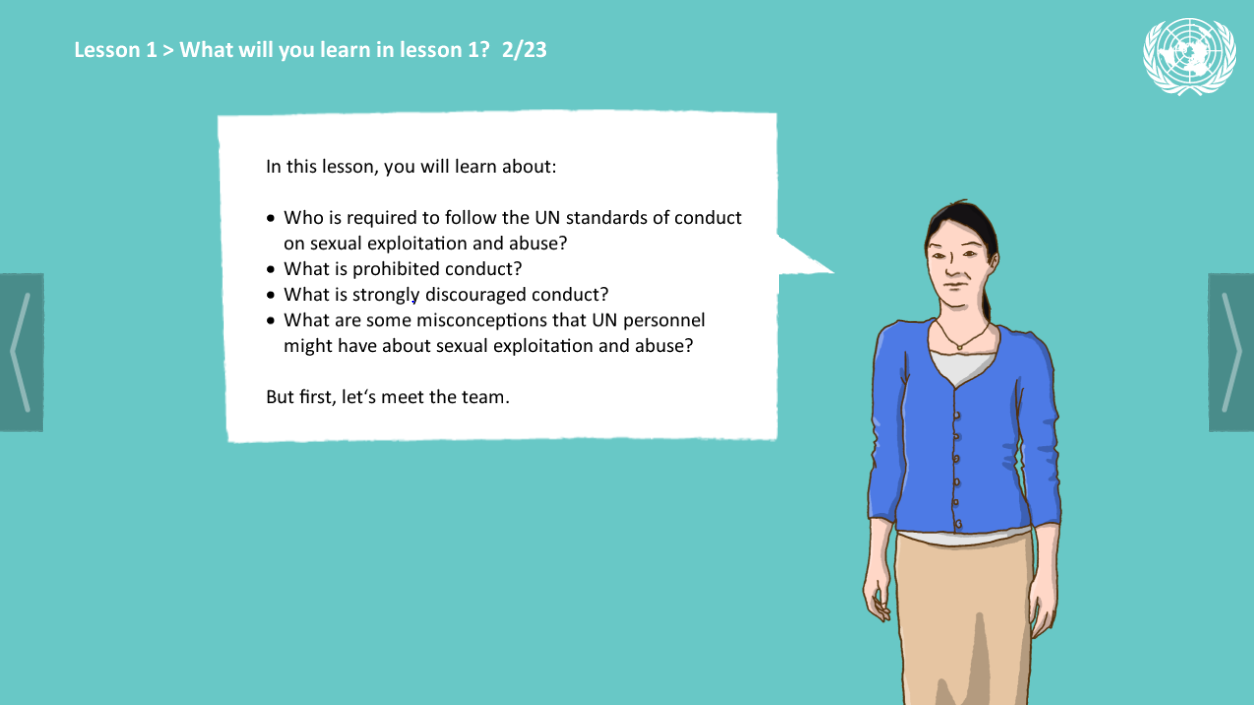 Lesson 1 > What will you learn in lesson 1?  2/23
In this lesson, you will learn about:
• Who is required to follow the UN standards of conduct
on sexual exploitation and abuse?
• What is prohibited conduct?
• What is strongly discouraged conduct?
• What are some misconceptions that UN personnel
might have about sexual exploitation and abuse?
But first, let‘s meet the team.